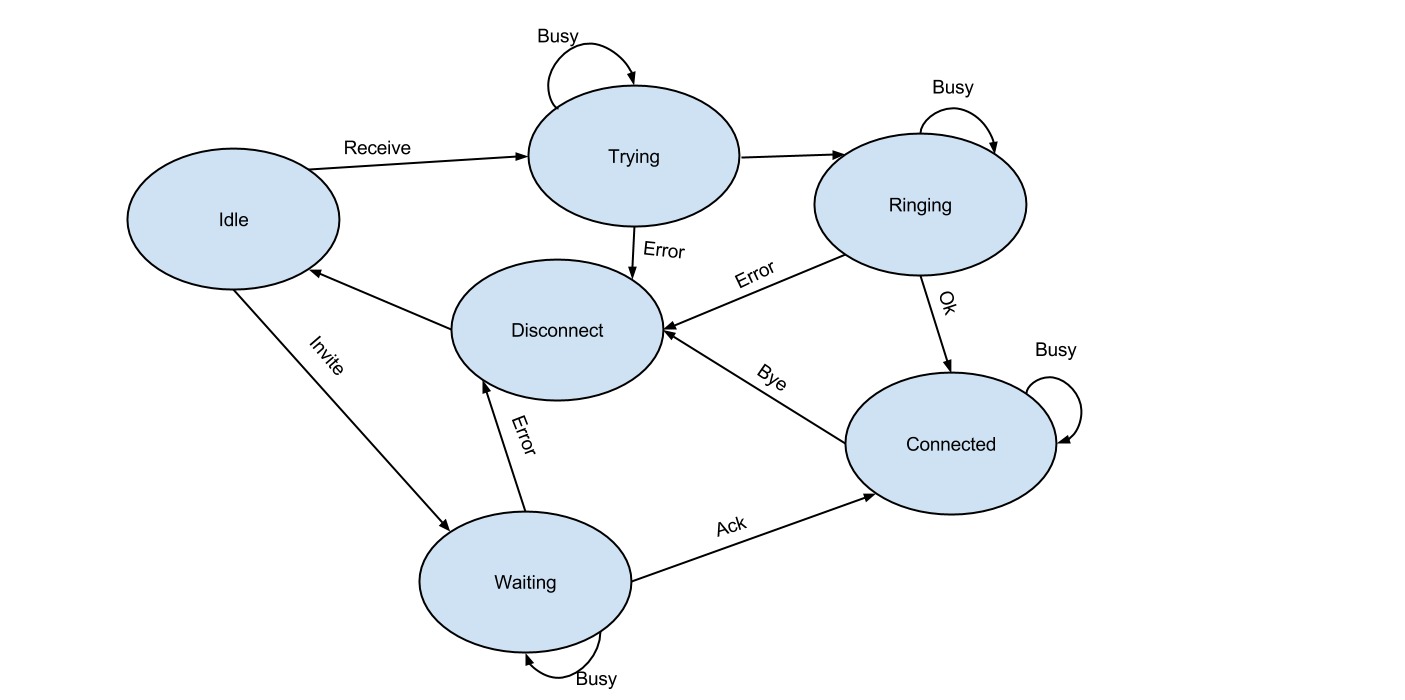 Busy
Busy
Receive
Trying
Ringing
Idle
Error
Error
Ok
Disconnect
Invite
Bye
Busy
Error
Connected
Ack
Waiting
Busy